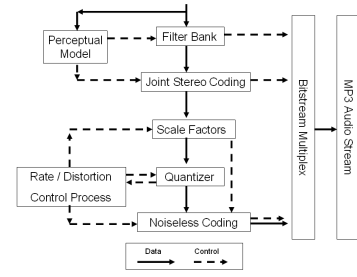 Perceptual
Model
Filter Bank
Joint Stereo Coding
Scale Factors
Rate / Distortion
Control Process
Quantizer
Noiseless Coding
Bitstream Multiplex
MP3 Audio Stream
Data
Control